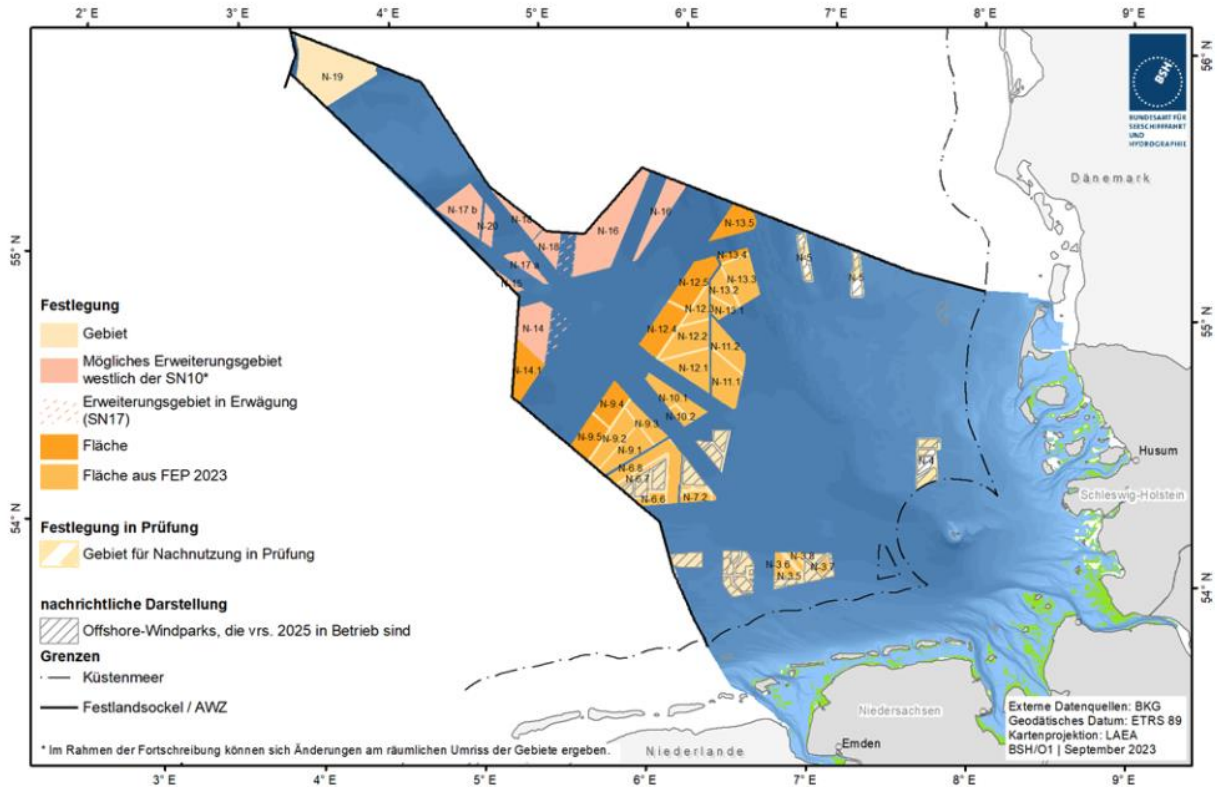 2° E 3° E 4° E 5° E 6° E 7° E 8° E 9° E
56° N
55° N
54° N
55° N
54° N
BSH
BUNDESAMT FÜR
SEESCHIFFFAHRT
UND
HYDROGRAPHIE
Dänemark
N-19
N-17 b
N-20
N-18
N-18
N-16
N-16
N-17 a
N-15
N-14
N-14.1
N-13.5
N-13.4
N-13.3
N-13.2
N-13.1
N-12.5
N-12.3
N-12.4
N-12.2
N-12.1
N-11.2
N-11.1
N-10.1
N-10.2
N-9.4
N-9.3
N-9.5
N-9.2
N-9.1
N-6.8
N-6.7
N-6.6
N-7.2
N-5
N-5
N-4
N-3.8
N-3.6
N-3.7
N-3.5
Husum
Schleswig-Holstein
Niedersachsen
Emden
Niederlande
Festlegung
Gebiet
Mögliches Erweiterungsgebiet
westlich der SN10*
Erweiterungsgebiet in Erwägung
(SN17)
Fläche
Fläche aus FEP 2023
Festlegung in Prüfung
Gebiet für Nachnutzung in Prüfung
nachrichtliche Darstellung
Offshore-Windparks, die vrs. 2025 in Betrieb sind
Grenzen
Küstenmeer
Festlandsockel / AWZ
* Im Rahmen der Fortschreibung können sich Änderungen am räumlichen Umriss der Gebiete ergeben.
Externe Datenquellen: BKG
Geodätisches Datum: ETRS 89
Kartenprojektion: LAEA
BSH/O1 | September 2023
3° E 4° E 5° E 6° E 7° E 8° E 9° E